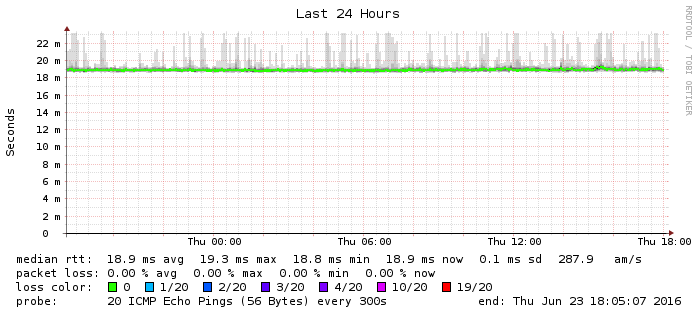 Last 24 Hours
RRDTOOL / TOBI OETIKER
Seconds
22 m
20 m
18 m
16 m
14 m
12 m
10 m
8 m
6 m
4 m
2 m
0
Thu 00:00 Thu 06:00 Thu 12:00 Thu 18:00
median rtt: 18.9 ms avg 19.3 ms max 18.8 ms min 18.9 ms now 0.1 ms sd 287.9 am/s
packet loss: 0.00 % avg 0.00 % max 0.00 % min 0.00 % now
loss color: 0 1/20 2/20 3/20 4/20 10/20 19/20
probe: 20 ICMP Echo Pings (56 Bytes) every 300s end: Thu Jun 23 18:05:07 2016